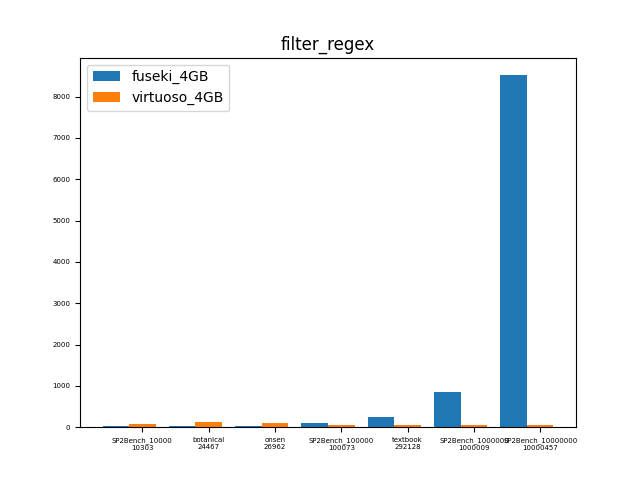 filter_regex
fuseki_4GB
virtuoso_4GB
8000
7000
6000
5000
4000
3000
2000
1000
0
SP2Bench_10000
10303
botanical
24467
onsen
26962
SP2Bench_100000
100073
textbook
292128
SP2Bench_1000000
1000009
SP2Bench_10000000
10000457